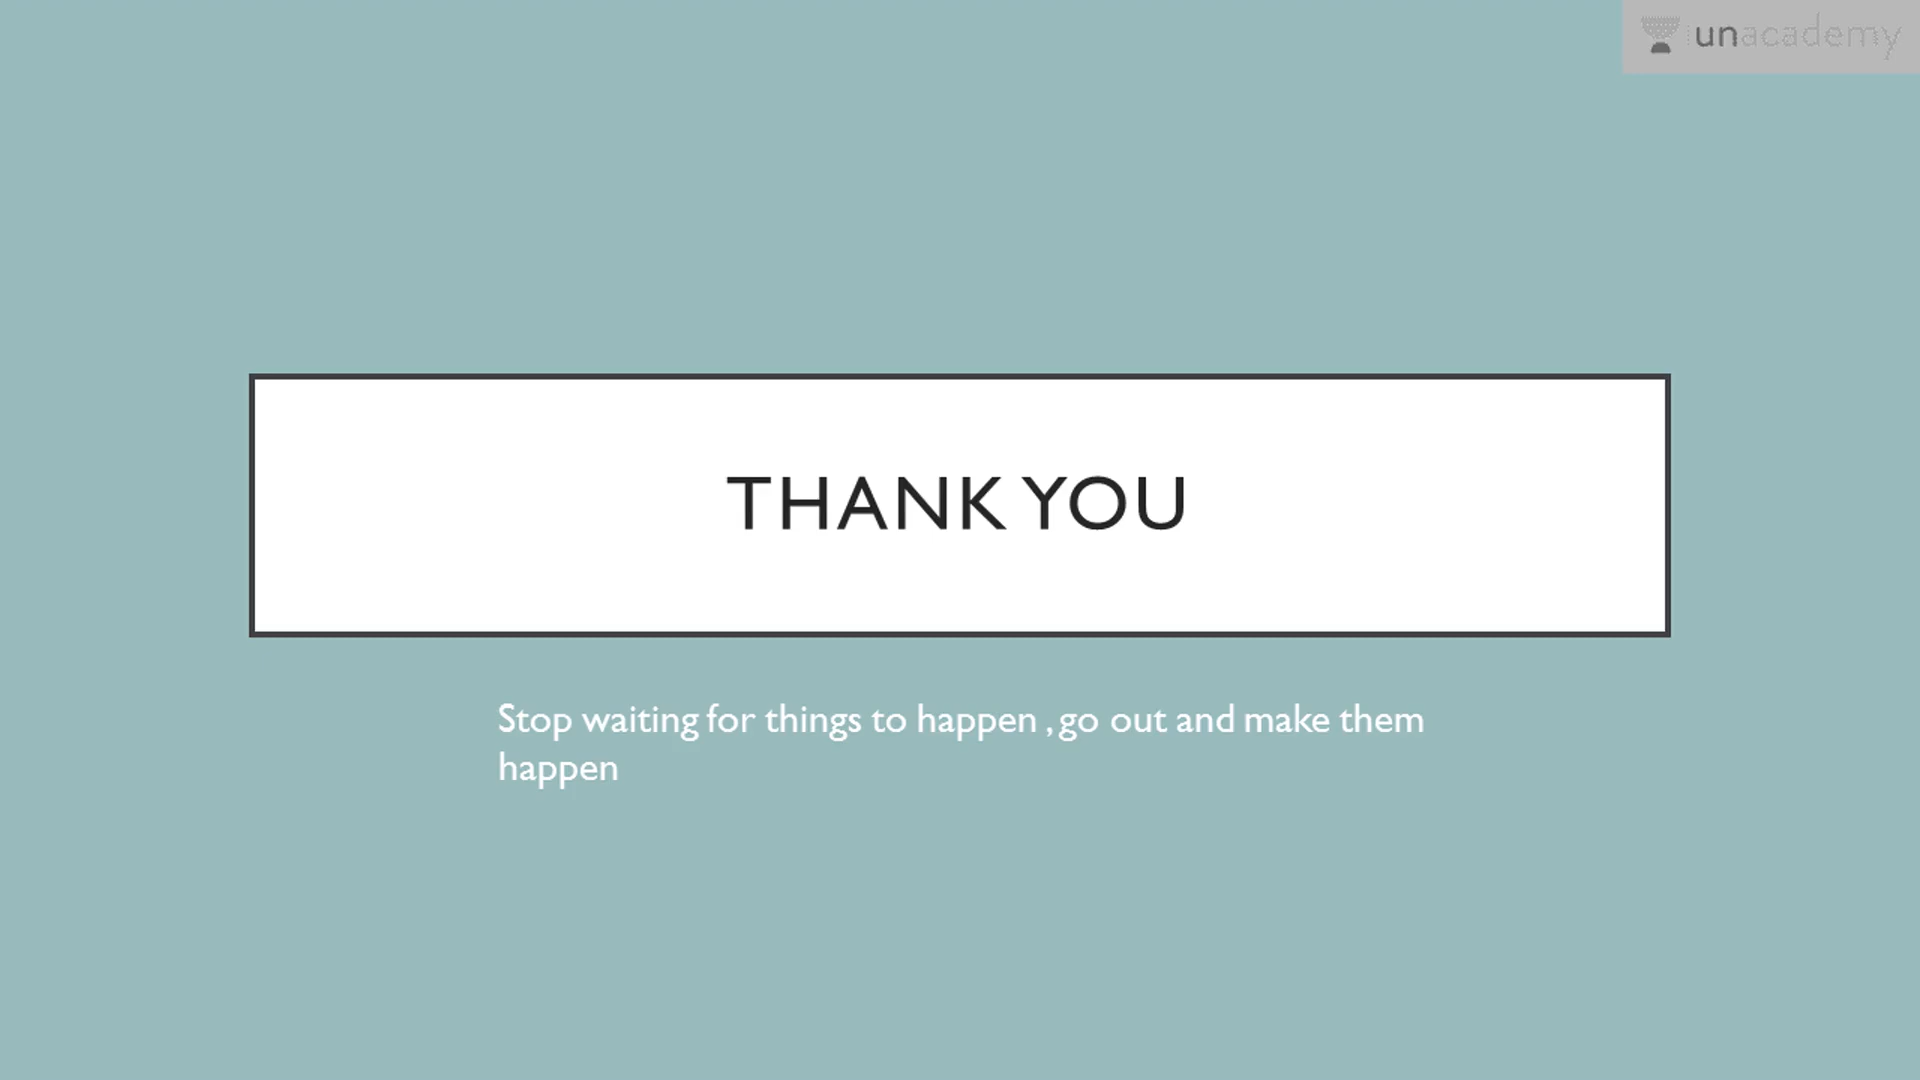 unacademy
THANK YOU
Stop waiting for things to happen , go out and make them
happen